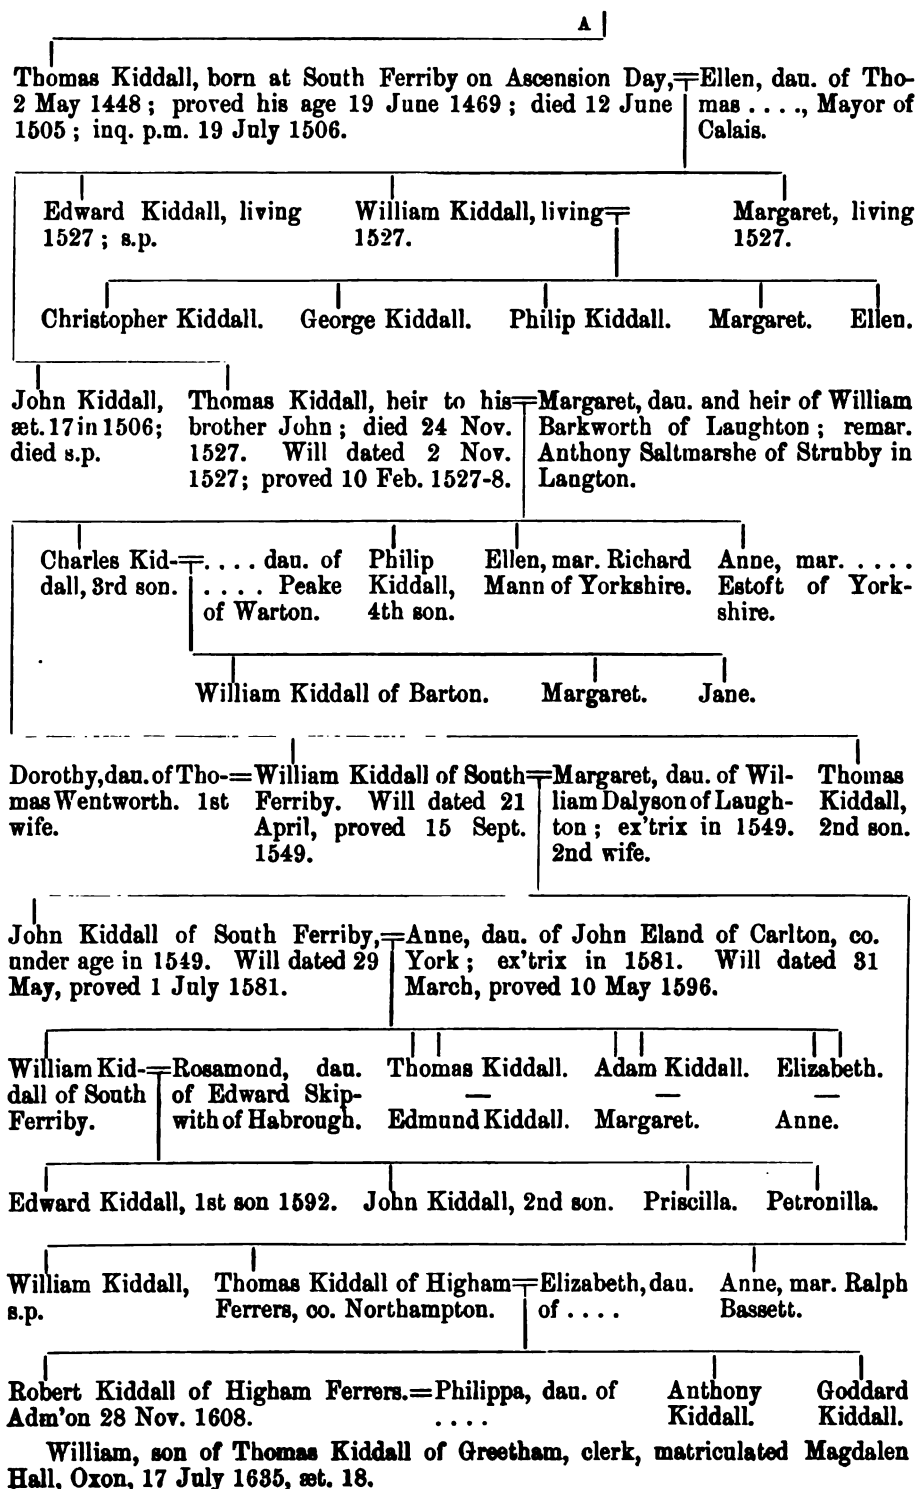 A
Thomas Kiddall, born at South Ferriby on Ascension Day,=Ellen, dau. of Tho-
2 May 1448 ; proved his age 19 June 1469 ; died 12 June mas . . . ., Mayor of
1505 ; inq. p.m. 19 July 1506. Calais.
Edward Kiddall, living William Kiddall, living= Margaret, living
1527 ; s.p. 1527. 1527.
Christopher Kiddall. George Kiddall. Philip Kiddall. Margaret. Ellen.
John Kiddall, Thomas Kiddall, heir to his=Margaret, dau. and heir of William
æt. 17 in 1506; brother John ; died 24 Nov. Barkworth of Laughton ; remar.
died s.p. 1527. Will dated 2 Nov. Anthony Saltmarshe of Strubby in
1527; proved 10 Feb. 1527-8. Langton.
Charles Kid-=. . . . dau. of Philip Ellen, mar. Richard Anne, mar. . . . . .
dall, 3rd son. . . . . Peake Kiddall, Mann of Yorkshire. Estoft of York-
of Warton. 4th son. shire.
William Kiddall of Barton. Margaret. Jane.
Dorothy, dau. of Tho-=William Kiddall of South=Margaret, dau. of Wil- Thomas
mas Wentworth. 1st Ferriby. Will dated 21 liam Dalyson of Laugh- Kiddall,
wife. April, proved 15 Sept. ton ; ex'trix in 1549. 2nd son.
1549. 2nd wife.
John Kiddall of South Ferriby,=Anne, dau. of John Eland of Carlton, co.
under age in 1549. Will dated 29 York ; ex'trix in 1581. Will dated 31
May, proved 1 July 1581. March, proved 10 May 1596.
William Kid-=Rosamond, dau. Thomas Kiddall. Adam Kiddall. Elizabeth.
dall of South of Edward Skip- — — —
Ferriby. with of Habrough. Edmund Kiddall. Margaret. Anne.
Edward Kiddall, 1st son 1592. John Kiddall, 2nd son. Priscilla. Petronilla.
William Kiddall, Thomas Kiddall of Higham=Elizabeth, dau. Anne, mar. Ralph
s.p. Ferrers, co. Northampton. of . . . . Bassett.
Robert Kiddall of Higham Ferrers.=Philippa, dau. of Anthony Goddard
Adm'on 28 Nov. 1608. . . . . Kiddall. Kiddall.
William, son of Thomas Kiddall of Greetham, clerk, matriculated Magdalen
Hall, Oxon, 17 July 1635, æt. 18.